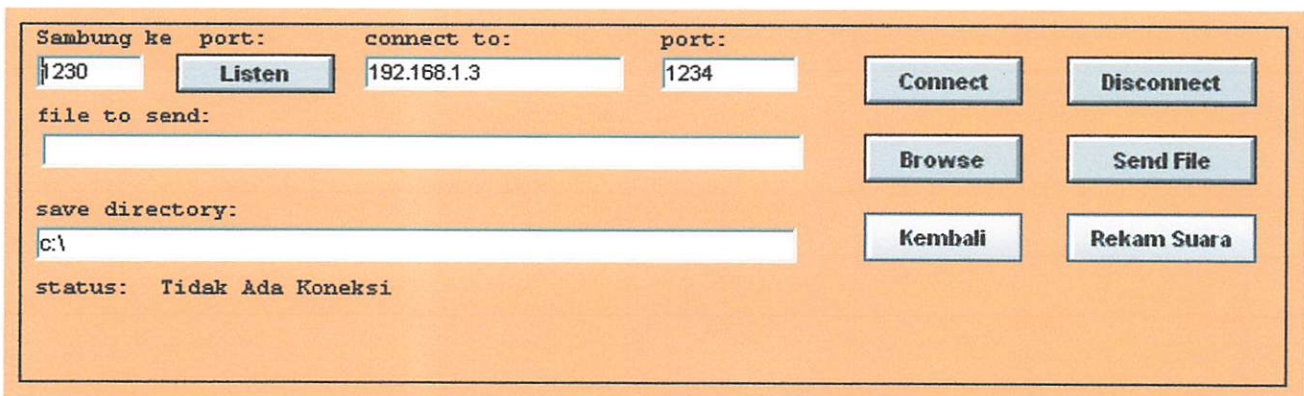 Sambung ke port: connect to: port:
1230 Listen 192.168.1.3 1234 Connect Disconnect
file to send:
Browse Send File
save directory:
c:\ Kembali Rekam Suara
status: Tidak Ada Koneksi